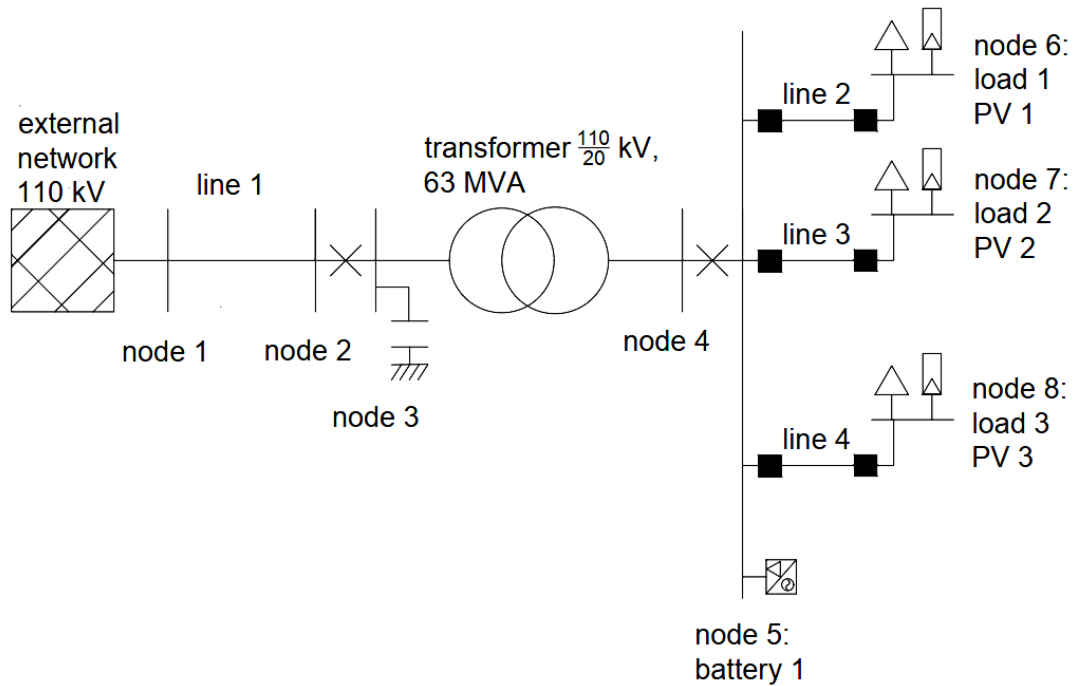 external
network
110 kV
line 1
transformer 110/20 kV,
63 MVA
node 1
node 2
node 3
node 4
line 2
node 6:
load 1
PV 1
line 3
node 7:
load 2
PV 2
line 4
node 8:
load 3
PV 3
node 5:
battery 1